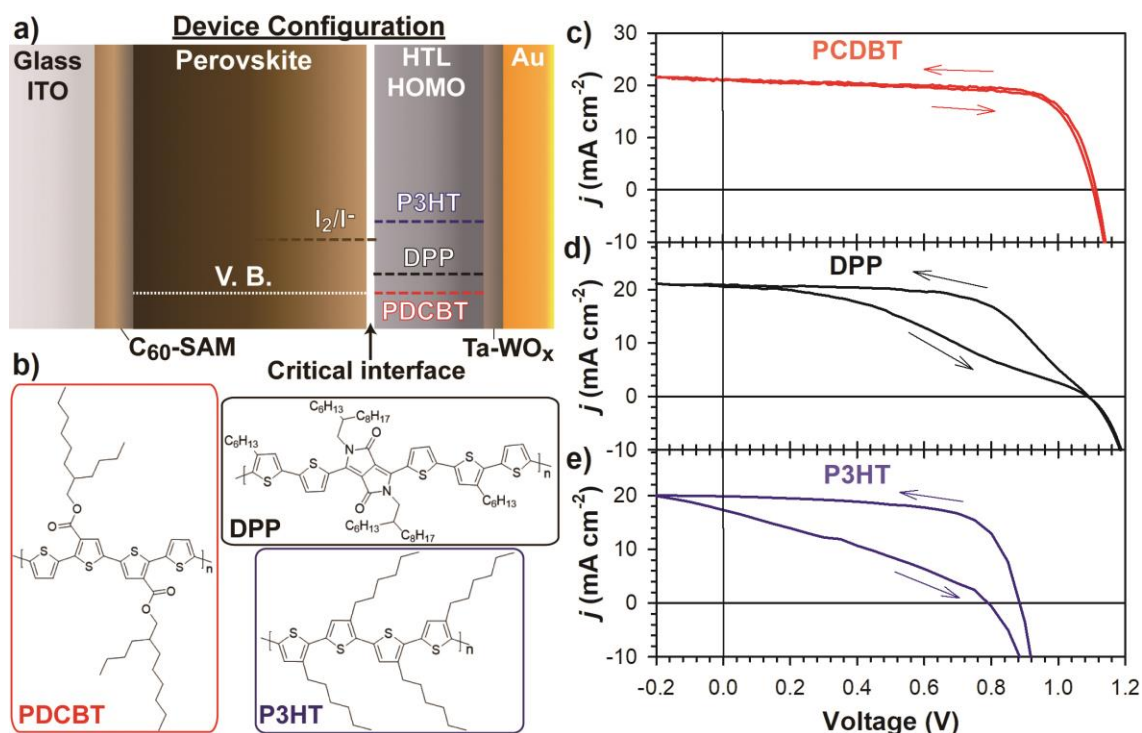 a)
Device Configuration
Glass
ITO
Perovskite
HTL
HOMO
Au
P3HT
I2/I-
DPP
V. B.
PDCBT
C60-SAM
Ta-WOx
Critical interface
b)
O
O
S
S
S
S
n
O
O
PDCBT
C6H13
C8H17
C6H13
N
O
S
S
S
S
S
n
O
N
C6H13
C6H13
C8H17
DPP
S
S
S
S
n
P3HT
c)
PCDBT
j (mA cm-2)
30
20
10
0
-10
d)
DPP
j (mA cm-2)
20
10
0
-10
e)
P3HT
j (mA cm-2)
20
10
0
-10
-0.2 0.0 0.2 0.4 0.6 0.8 1.0 1.2
Voltage (V)